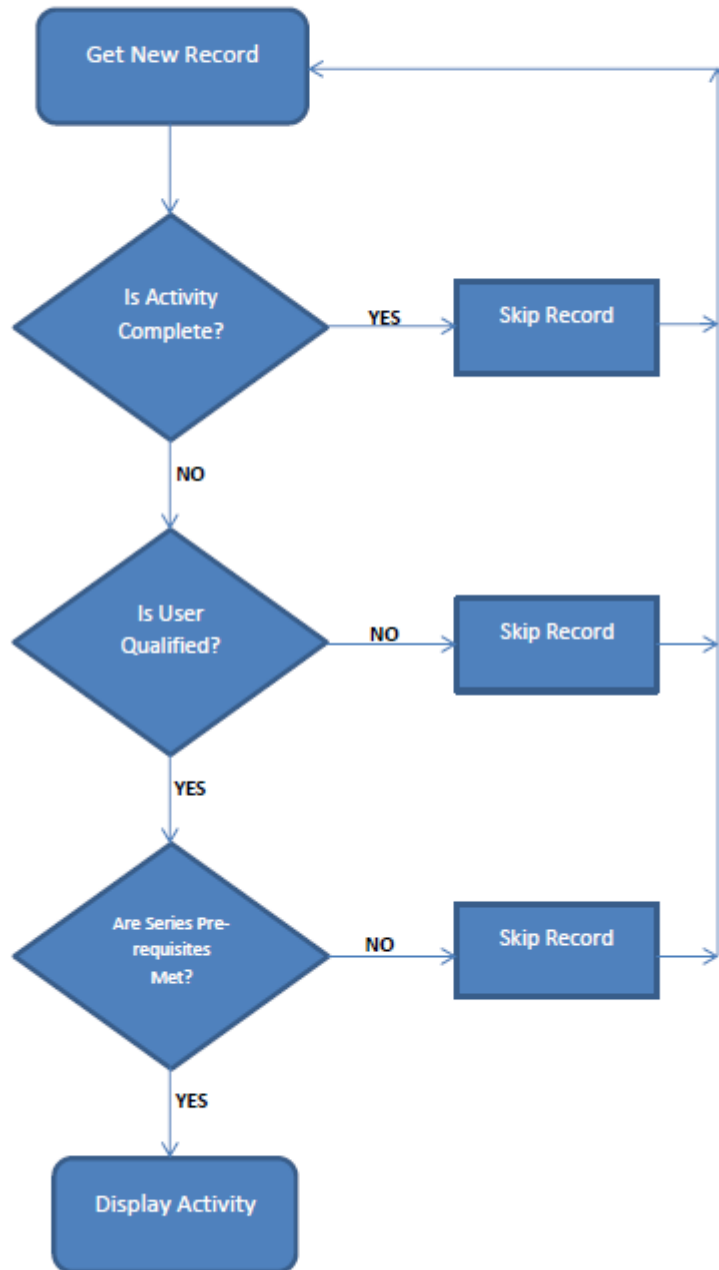 Get New Record
Is Activity
Complete?
YES
Skip Record
NO
Is User
Qualified?
NO
Skip Record
YES
Are Series Pre-
requisites
Met?
NO
Skip Record
YES
Display Activity